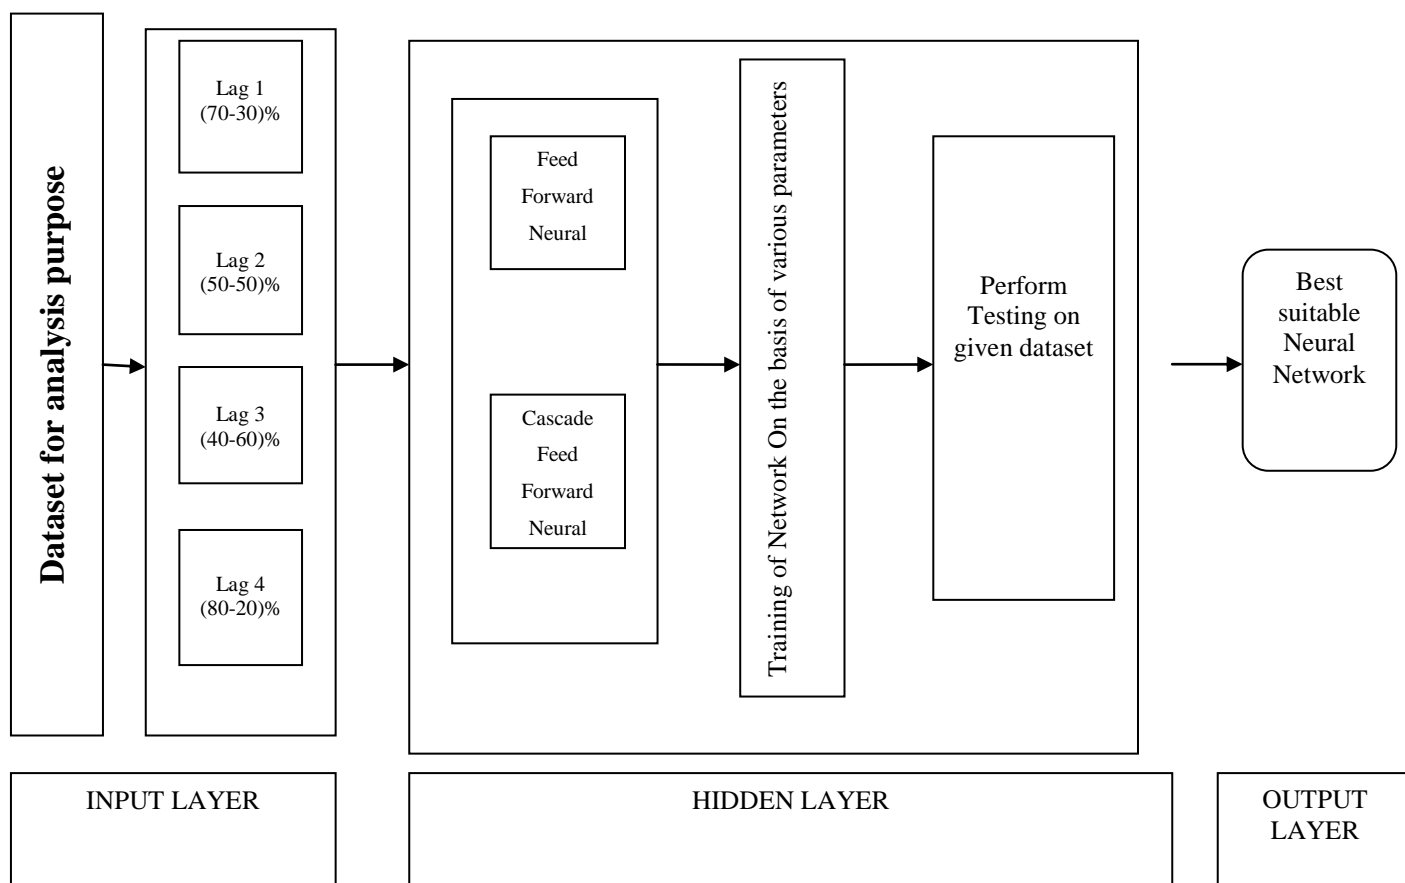 Dataset for analysis purpose
Lag 1
(70-30)%
Lag 2
(50-50)%
Lag 3
(40-60)%
Lag 4
(80-20)%
Feed
Forward
Neural
Cascade
Feed
Forward
Neural
Training of Network On the basis of various parameters
Perform
Testing on
given dataset
Best
suitable
Neural
Network
INPUT LAYER
HIDDEN LAYER
OUTPUT
LAYER